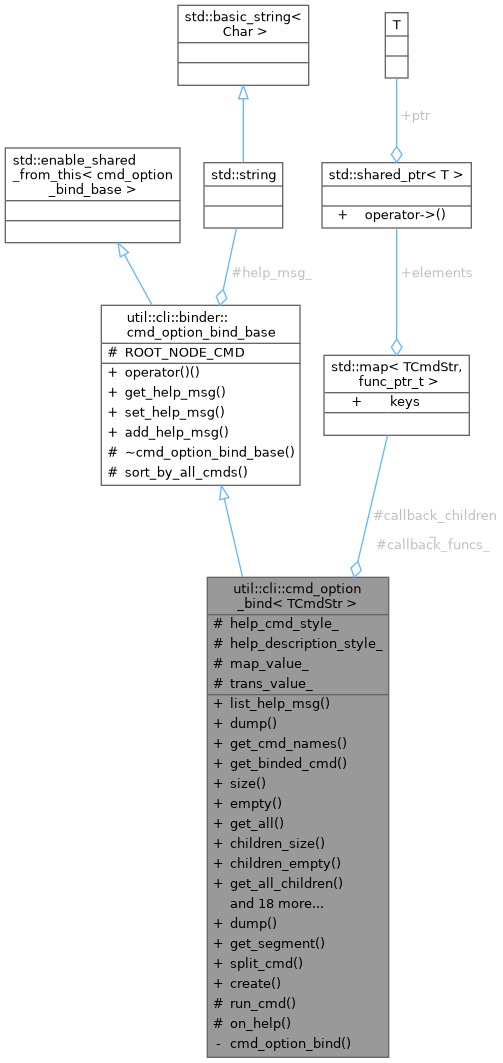 std::basic_string<
Char >
T
+ptr
std::enable_shared
_from_this< cmd_option
_bind_base >
std::string
std::shared_ptr< T >
+ operator->()
#help_msg_
+elements
util::cli::binder::
cmd_option_bind_base
# ROOT_NODE_CMD
+ operator()()
+ get_help_msg()
+ set_help_msg()
+ add_help_msg()
# ~cmd_option_bind_base()
# sort_by_all_cmds()
std::map< TCmdStr,
func_ptr_t >
+ keys
#callback_children
_
#callback_funcs_
util::cli::cmd_option
_bind< TCmdStr >
# help_cmd_style_
# help_description_style_
# map_value_
# trans_value_
+ list_help_msg()
+ dump()
+ get_cmd_names()
+ get_binded_cmd()
+ size()
+ empty()
+ get_all()
+ children_size()
+ children_empty()
+ get_all_children()
and 18 more...
+ dump()
+ get_segment()
+ split_cmd()
+ create()
# run_cmd()
# on_help()
- cmd_option_bind()